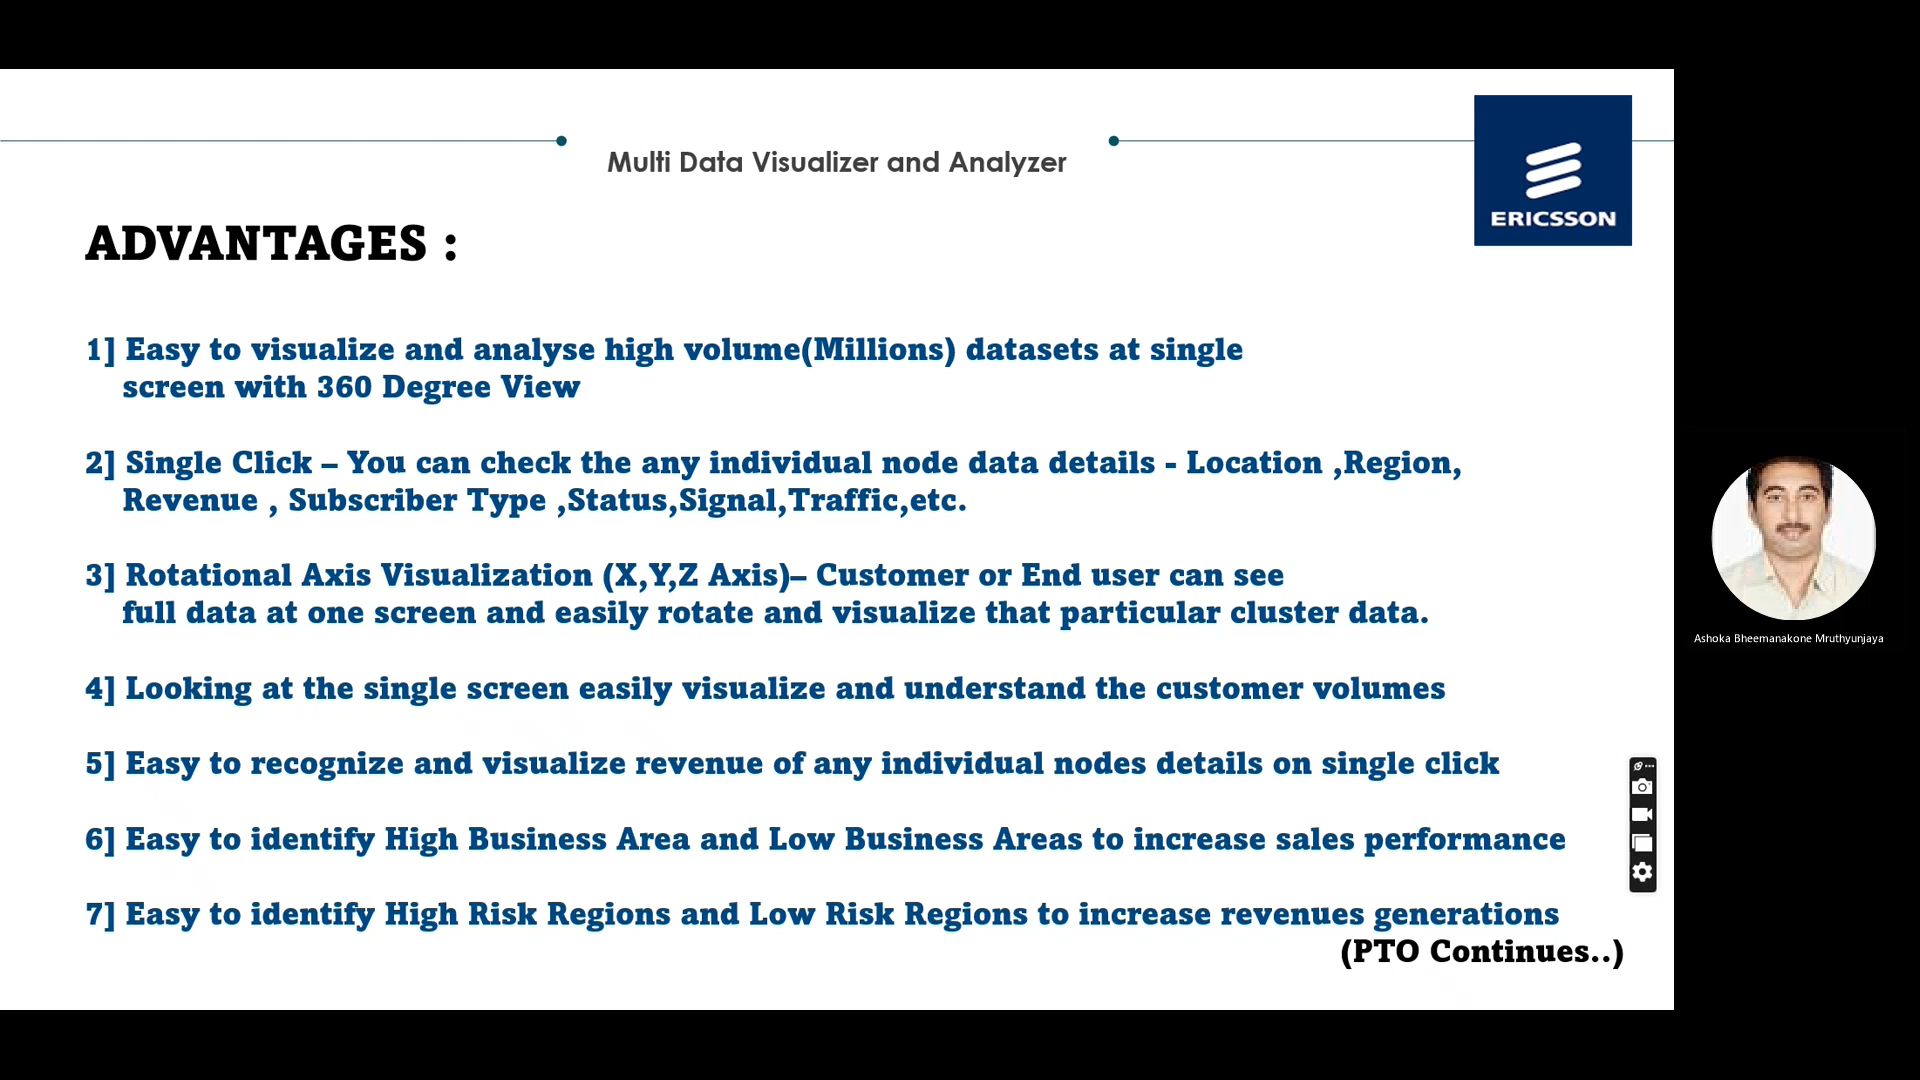 Multi Data Visualizer and Analyzer
ERICSSON
ADVANTAGES :
1] Easy to visualize and analyse high volume(Millions) datasets at single
screen with 360 Degree View
2] Single Click – You can check the any individual node data details - Location ,Region,
Revenue , Subscriber Type ,Status,Signal,Traffic,etc.
3] Rotational Axis Visualization (X,Y,Z Axis)– Customer or End user can see
full data at one screen and easily rotate and visualize that particular cluster data.
4] Looking at the single screen easily visualize and understand the customer volumes
5] Easy to recognize and visualize revenue of any individual nodes details on single click
6] Easy to identify High Business Area and Low Business Areas to increase sales performance
7] Easy to identify High Risk Regions and Low Risk Regions to increase revenues generations
(PTO Continues..)
Ashoka Bheemanakone Mruthyunjaya